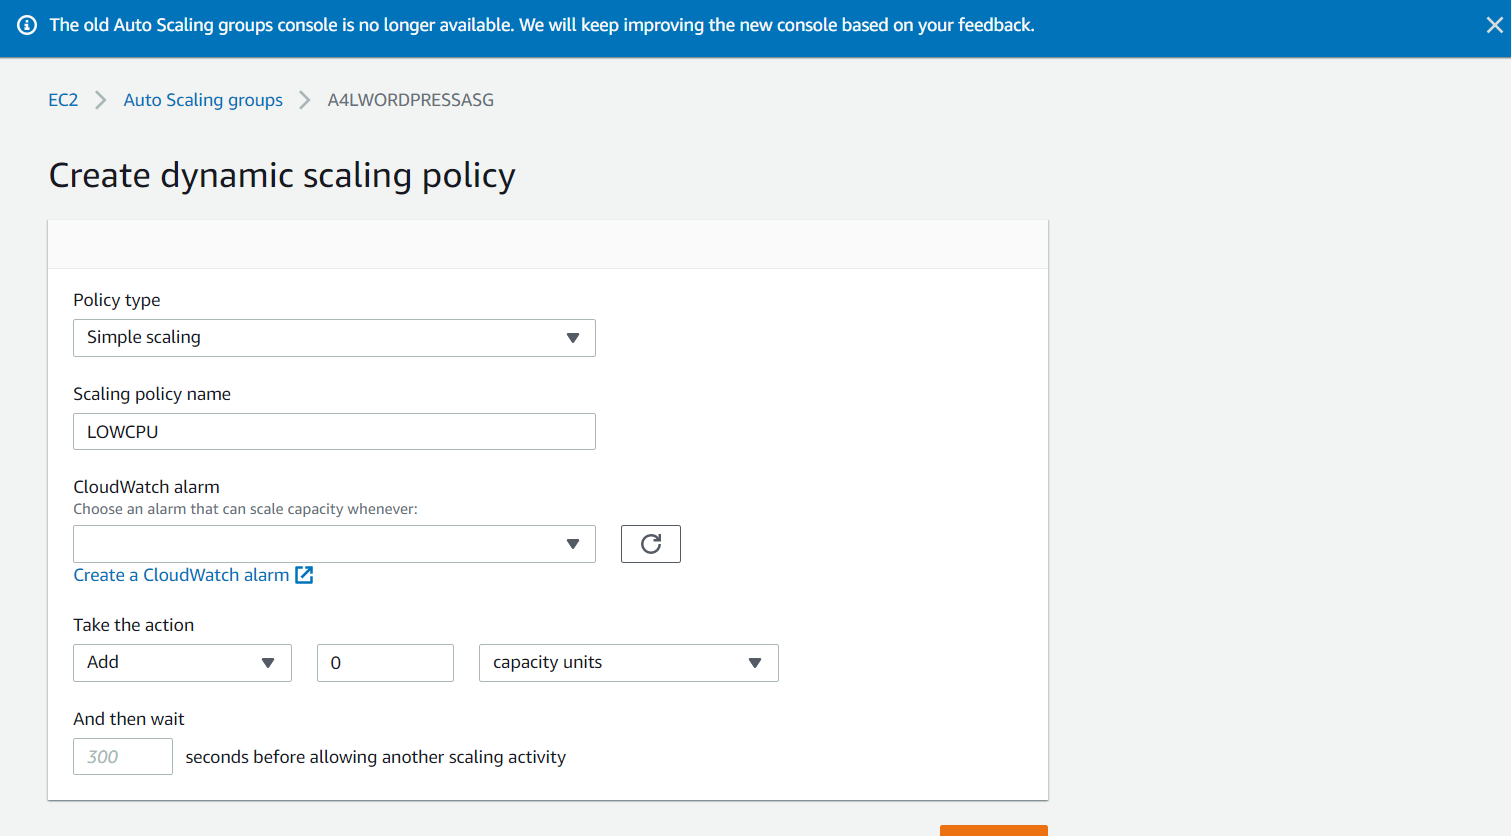 The old Auto Scaling groups console is no longer available. We will keep improving the new console based on your feedback.
EC2 Auto Scaling groups A4LWORDPRESSASG
Create dynamic scaling policy
Policy type
Simple scaling
Scaling policy name
LOWCPU
CloudWatch alarm
Choose an alarm that can scale capacity whenever:
Create a CloudWatch alarm
Take the action
Add 0 capacity units
And then wait
300 seconds before allowing another scaling activity